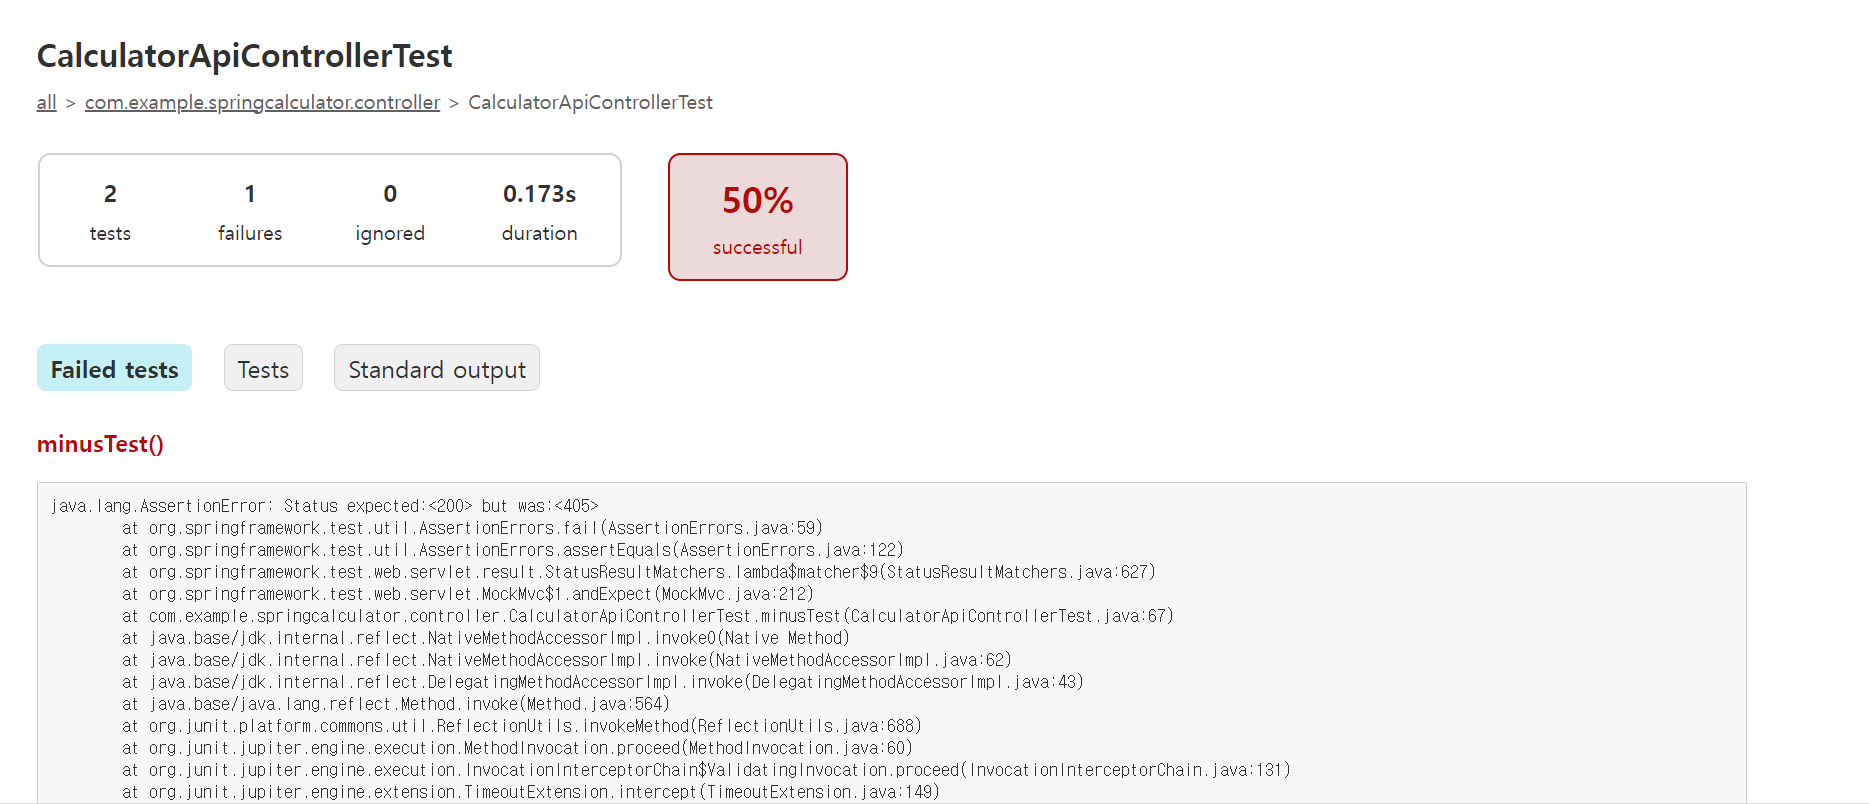 CalculatorApiControllerTest
all > com.example.springcalculator.controller > CalculatorApiControllerTest
2 1 0 0.173s
tests failures ignored duration
50%
successful
Failed tests Tests Standard output
minusTest()
java.lang.AssertionError: Status expected:<200> but was:<405>
at org.springframework.test.util.AssertionErrors.fail(AssertionErrors.java:59)
at org.springframework.test.util.AssertionErrors.assertEquals(AssertionErrors.java:122)
at org.springframework.test.web.servlet.result.StatusResultMatchers.lambda$matcher$9(StatusResultMatchers.java:627)
at org.springframework.test.web.servlet.MockMvc$1.andExpect(MockMvc.java:212)
at com.example.springcalculator.controller.CalculatorApiControllerTest.minusTest(CalculatorApiControllerTest.java:67)
at java.base/jdk.internal.reflect.NativeMethodAccessorImpl.invoke0(Native Method)
at java.base/jdk.internal.reflect.NativeMethodAccessorImpl.invoke(NativeMethodAccessorImpl.java:62)
at java.base/jdk.internal.reflect.DelegatingMethodAccessorImpl.invoke(DelegatingMethodAccessorImpl.java:43)
at java.base/java.lang.reflect.Method.invoke(Method.java:564)
at org.junit.platform.commons.util.ReflectionUtils.invokeMethod(ReflectionUtils.java:688)
at org.junit.jupiter.engine.execution.MethodInvocation.proceed(MethodInvocation.java:60)
at org.junit.jupiter.engine.execution.InvocationInterceptorChain$ValidatingInvocation.proceed(InvocationInterceptorChain.java:131)
at org.junit.jupiter.engine.extension.TimeoutExtension.intercept(TimeoutExtension.java:149)